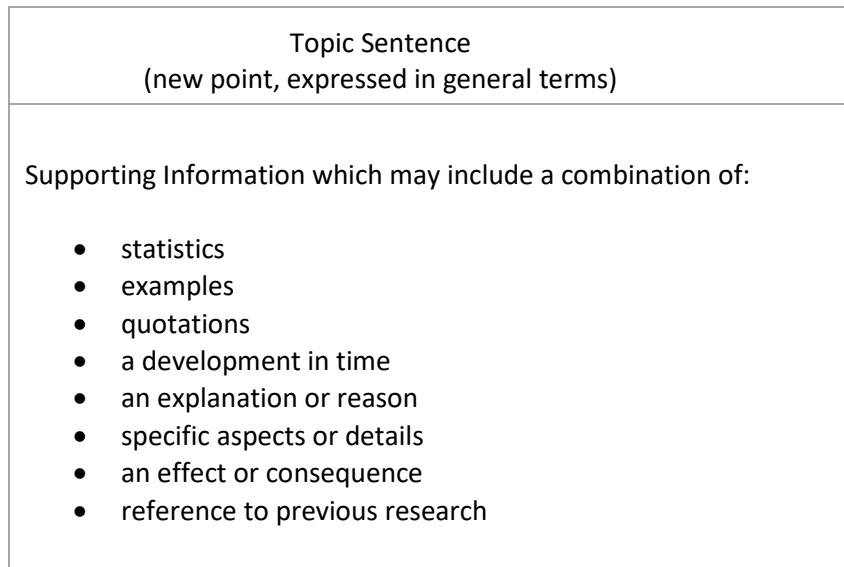 Topic Sentence
(new point, expressed in general terms)
Supporting Information which may include a combination of:
• statistics
• examples
• quotations
• a development in time
• an explanation or reason
• specific aspects or details
• an effect or consequence
• reference to previous research